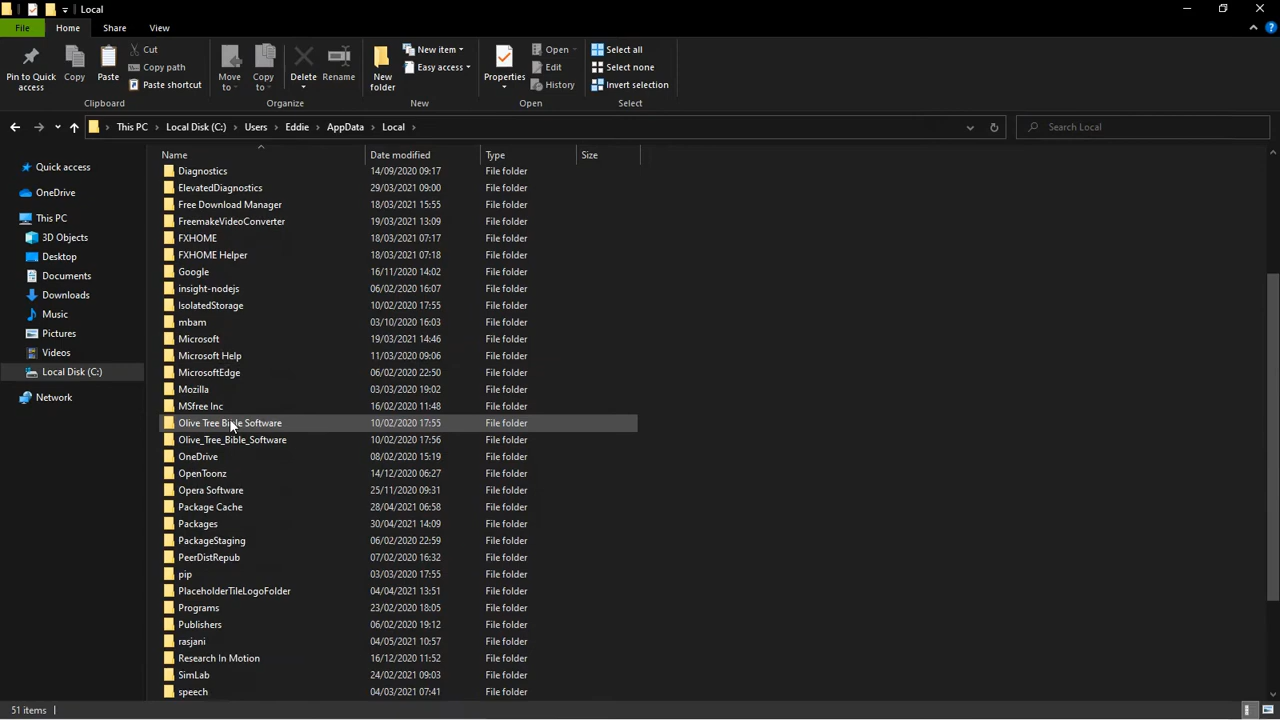 Local
File Home Share View
Pin to Quick access
Copy
Paste
Cut
Copy path
Paste shortcut
Clipboard
Move to
Copy to
Delete
Rename
Organize
New folder
New item
Easy access
New
Properties
Open
Edit
History
Open
Select all
Select none
Invert selection
Select
This PC Local Disk (C:) Users Eddie AppData Local
Search Local
Quick access
OneDrive
This PC
3D Objects
Desktop
Documents
Downloads
Music
Pictures
Videos
Local Disk (C:)
Network
Name Date modified Type Size
Diagnostics 14/09/2020 09:17 File folder
ElevatedDiagnostics 29/03/2021 09:00 File folder
Free Download Manager 18/03/2021 15:55 File folder
FreemakeVideoConverter 19/03/2021 13:09 File folder
FXHOME 18/03/2021 07:17 File folder
FXHOME Helper 18/03/2021 07:18 File folder
Google 16/11/2020 14:02 File folder
insight-nodejs 06/02/2020 16:07 File folder
IsolatedStorage 10/02/2020 17:55 File folder
mbam 03/10/2020 16:03 File folder
Microsoft 19/03/2021 14:46 File folder
Microsoft Help 11/03/2020 09:06 File folder
MicrosoftEdge 06/02/2020 22:50 File folder
Mozilla 03/03/2020 19:02 File folder
MSfree Inc 16/02/2020 11:48 File folder
Olive Tree Bible Software 10/02/2020 17:55 File folder
Olive_Tree_Bible_Software 10/02/2020 17:56 File folder
OneDrive 08/02/2020 15:19 File folder
OpenToonz 14/12/2020 06:27 File folder
Opera Software 25/11/2020 09:31 File folder
Package Cache 28/04/2021 06:58 File folder
Packages 30/04/2021 14:09 File folder
PackageStaging 06/02/2020 22:59 File folder
PeerDistRepub 07/02/2020 16:32 File folder
pip 03/03/2020 17:55 File folder
PlaceholderTileLogoFolder 04/04/2021 13:51 File folder
Programs 23/02/2020 18:05 File folder
Publishers 06/02/2020 19:12 File folder
rasjani 04/05/2021 10:57 File folder
Research In Motion 16/12/2020 11:52 File folder
SimLab 24/02/2021 09:03 File folder
speech 04/03/2021 07:41 File folder
51 items